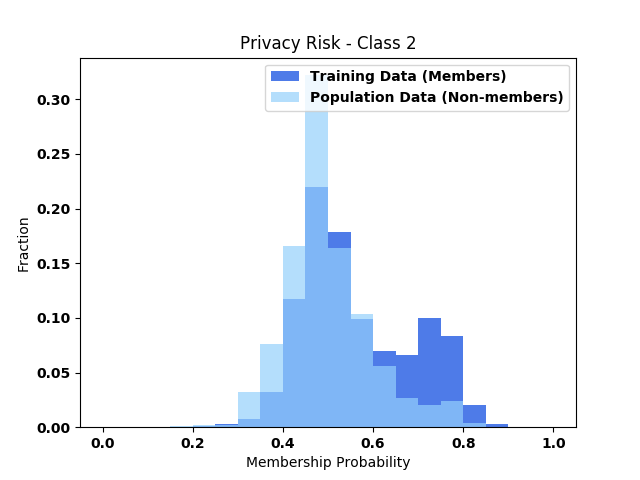 Privacy Risk - Class 2
Training Data (Members)
Population Data (Non-members)
0.30
0.25
0.20
0.15
0.10
0.05
0.00
Fraction
0.0 0.2 0.4 0.6 0.8 1.0
Membership Probability